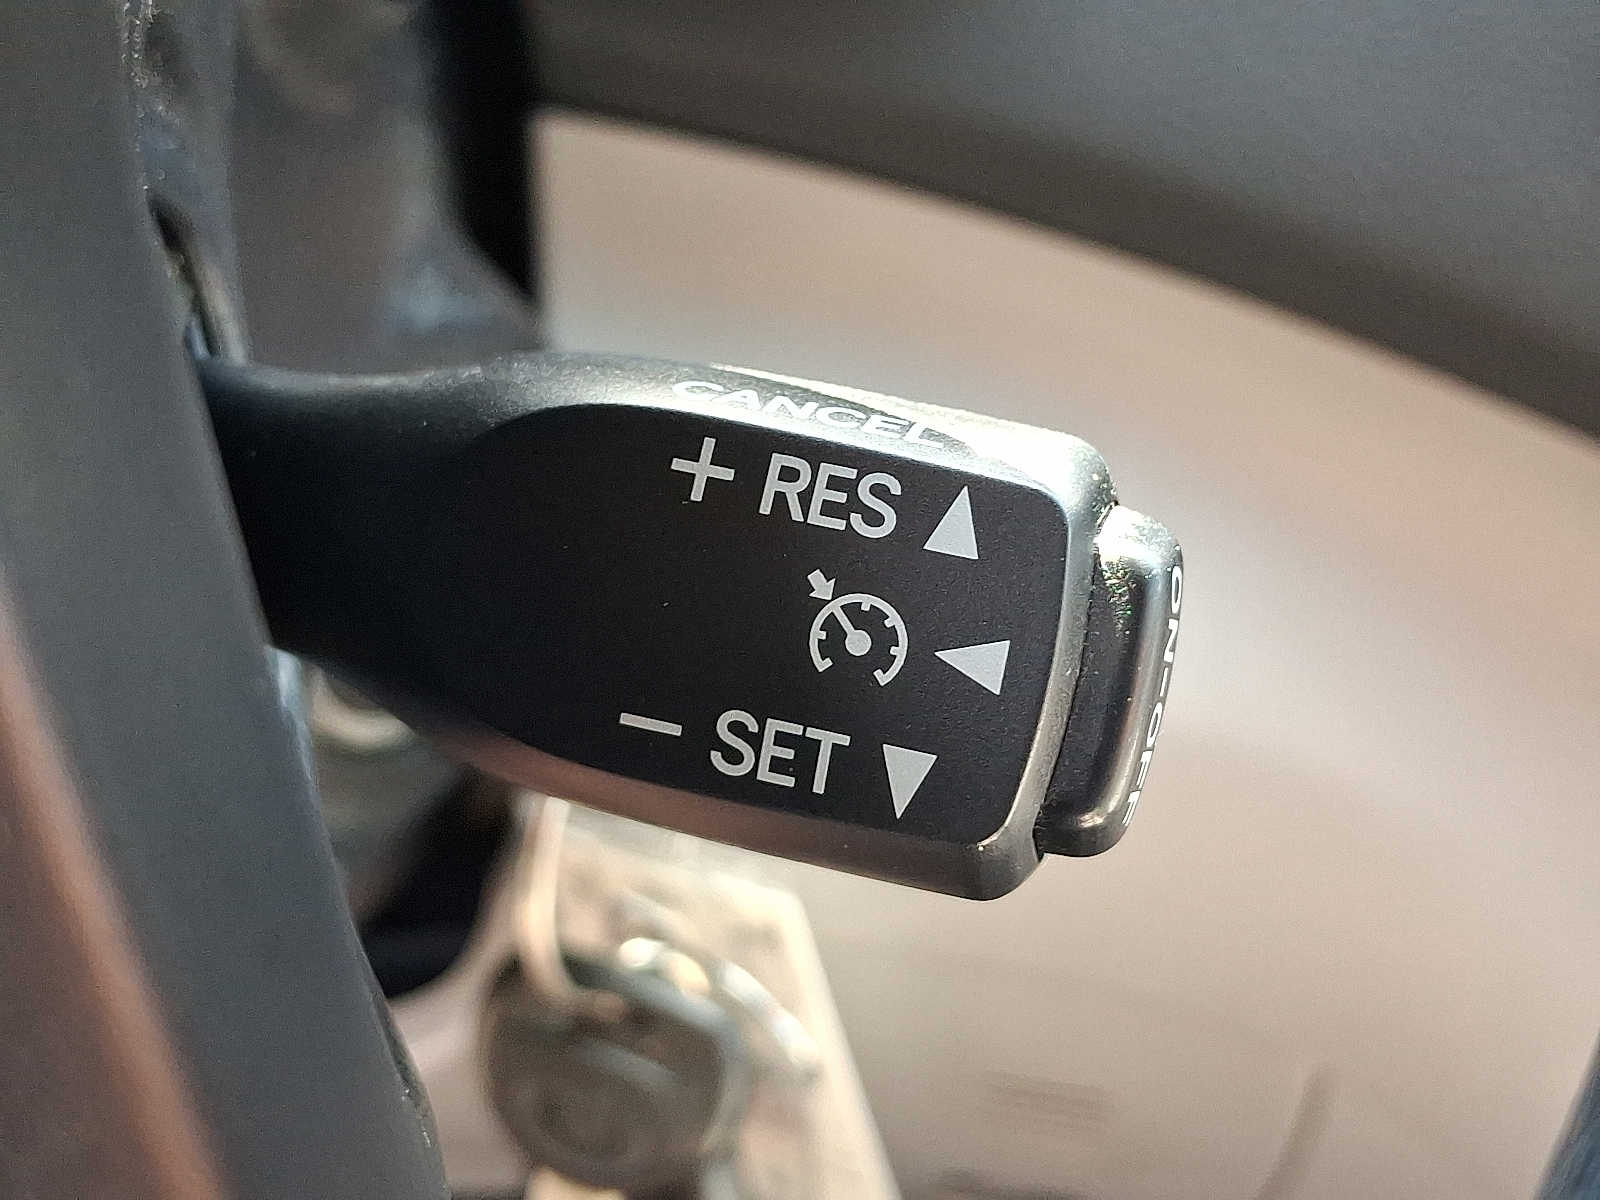 CANCEL
+ RES
- SET
ON-OFF